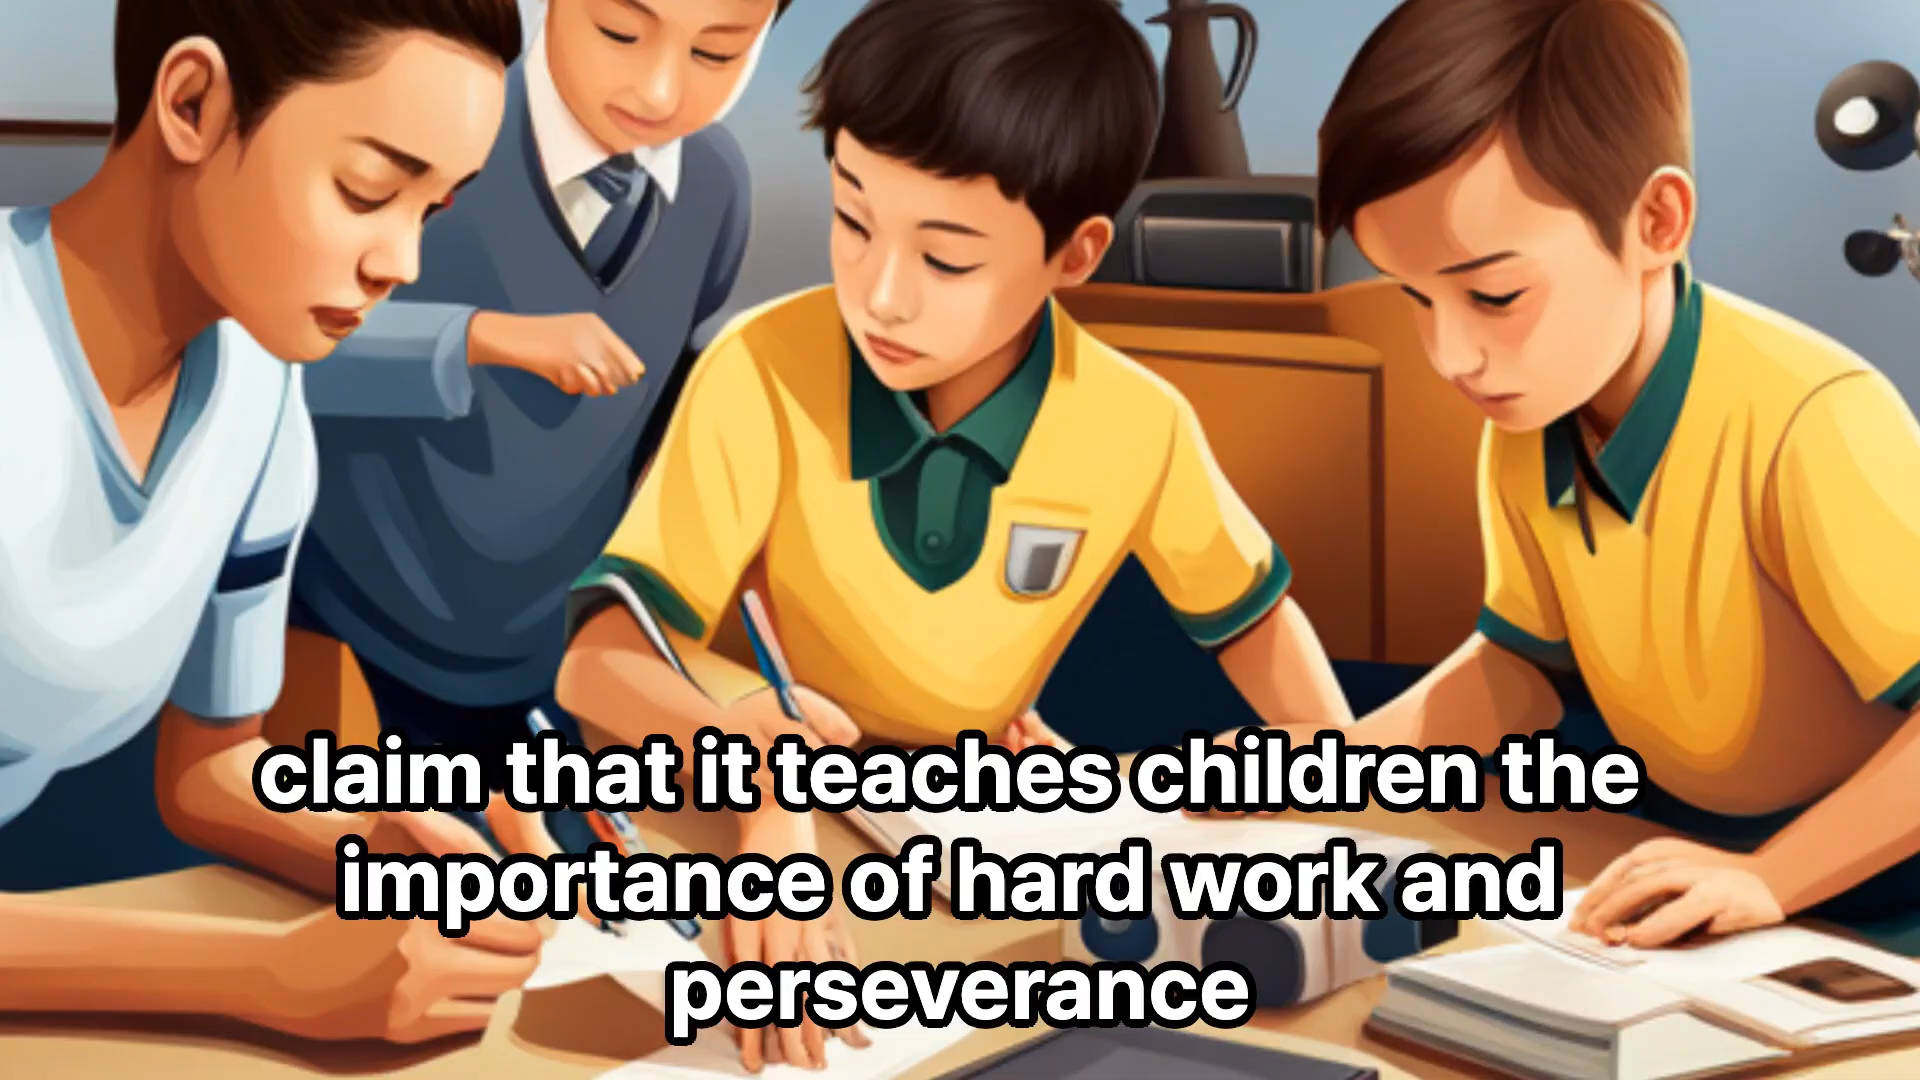 claim that it teaches children the
importance of hard work and
perseverance